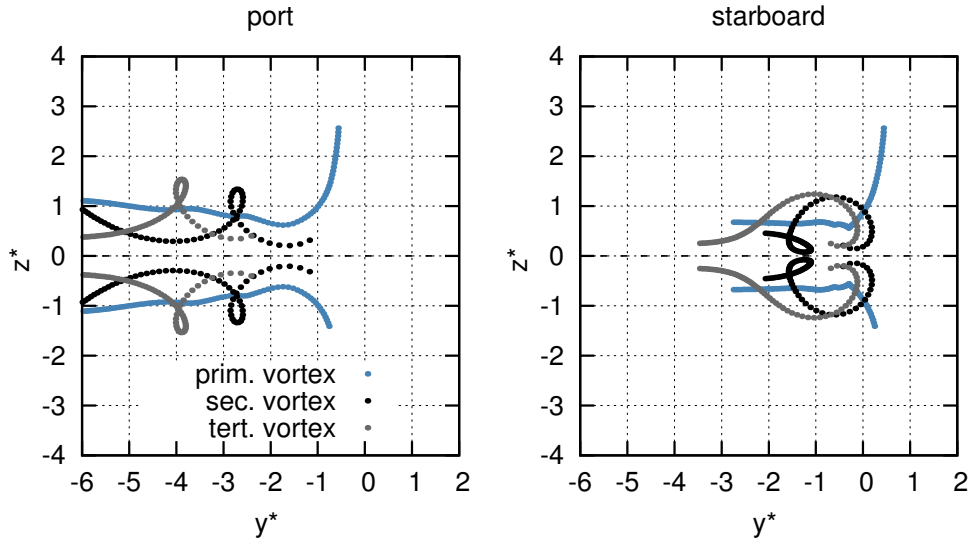 port
starboard
4
3
2
1
0
-1
-2
-3
-4
z*
prim. vortex
sec. vortex
tert. vortex
-6 -5 -4 -3 -2 -1 0 1 2
y*
4
3
2
1
0
-1
-2
-3
-4
z*
-6 -5 -4 -3 -2 -1 0 1 2
y*